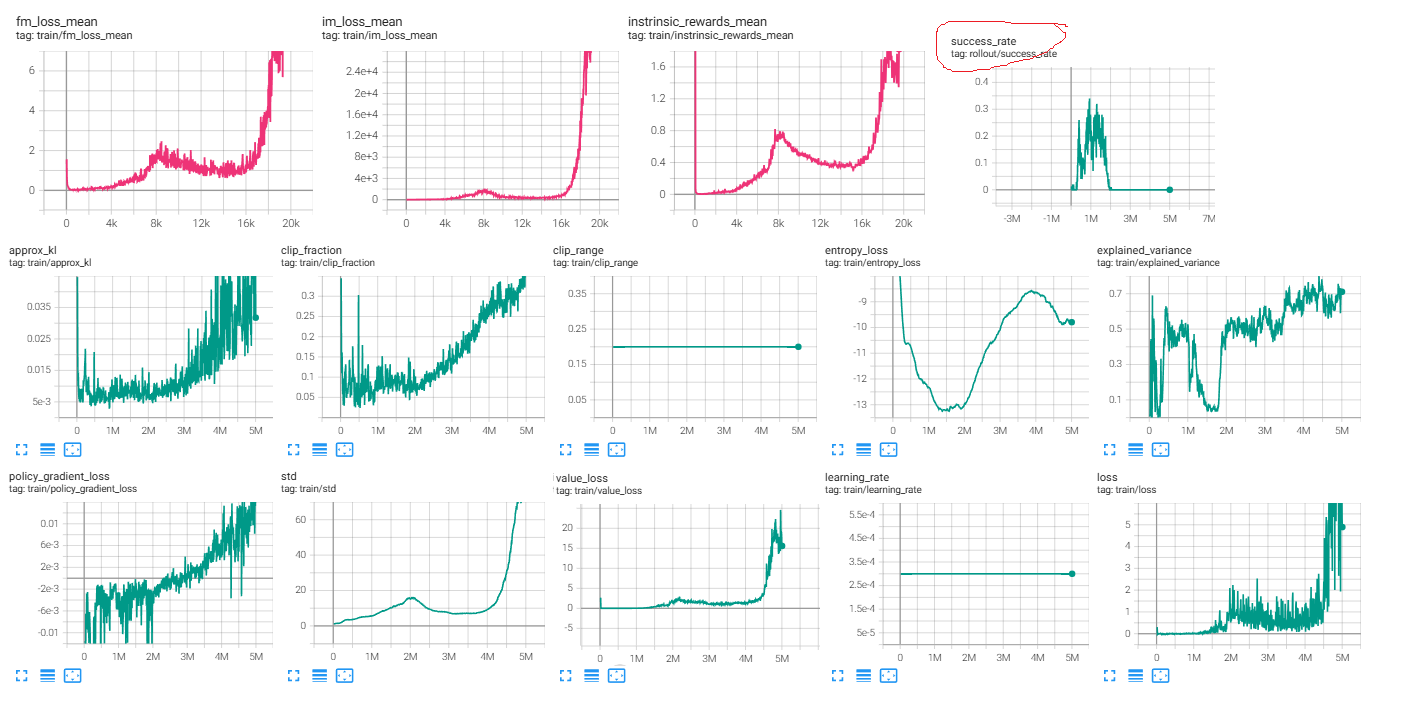 fm_loss_mean
tag: train/fm_loss_mean
6
4
2
0
0 4k 8k 12k 16k 20k
im_loss_mean
tag: train/im_loss_mean
2.4e+4
2e+4
1.6e+4
1.2e+4
8e+3
4e+3
0
0 4k 8k 12k 16k 20k
instrinsic_rewards_mean
tag: train/instrinsic_rewards_mean
1.6
1.2
0.8
0.4
0
0 4k 8k 12k 16k 20k
success_rate
tag: rollout/success_rate
0.4
0.3
0.2
0.1
0
-3M -1M 1M 3M 5M 7M
approx_kl
tag: train/approx_kl
0.035
0.025
0.015
5e-3
0 1M 2M 3M 4M 5M
clip_fraction
tag: train/clip_fraction
0.3
0.25
0.2
0.15
0.1
0.05
0 1M 2M 3M 4M 5M
clip_range
tag: train/clip_range
0.35
0.25
0.15
0.05
0 1M 2M 3M 4M 5M
entropy_loss
tag: train/entropy_loss
-9
-10
-11
-12
-13
0 1M 2M 3M 4M 5M
explained_variance
tag: train/explained_variance
0.7
0.5
0.3
0.1
0 1M 2M 3M 4M 5M
policy_gradient_loss
tag: train/policy_gradient_loss
0.01
6e-3
2e-3
-2e-3
-6e-3
-0.01
0 1M 2M 3M 4M 5M
std
tag: train/std
60
40
20
0
0 1M 2M 3M 4M 5M
value_loss
tag: train/value_loss
20
15
10
5
0
-5
0 1M 2M 3M 4M 5M
learning_rate
tag: train/learning_rate
5.5e-4
4.5e-4
3.5e-4
2.5e-4
1.5e-4
5e-5
0 1M 2M 3M 4M 5M
loss
tag: train/loss
5
4
3
2
1
0
0 1M 2M 3M 4M 5M